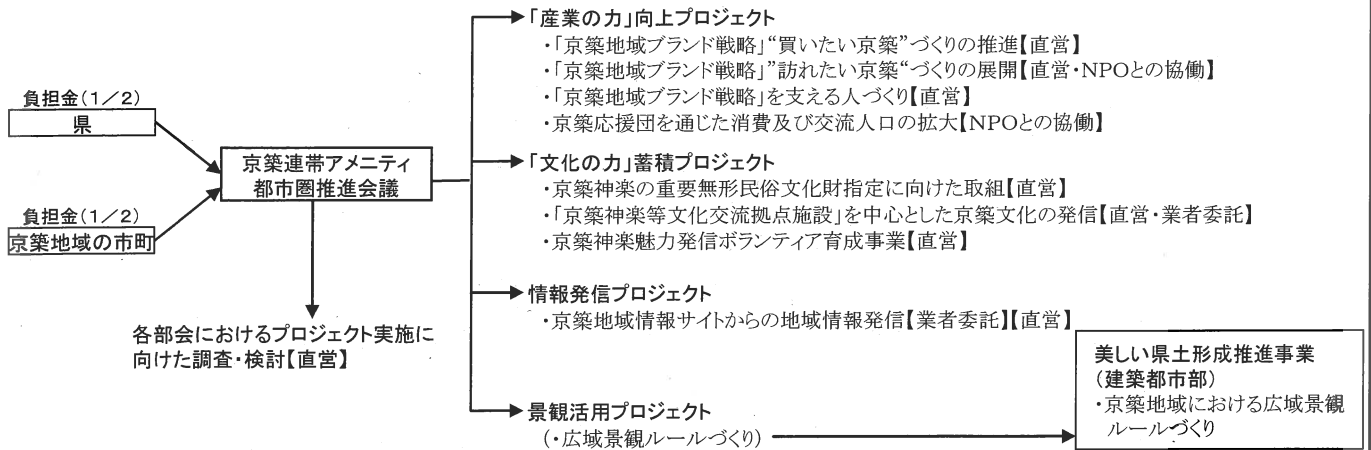 負担金(1/2)
県
負担金(1/2)
京築地域の市町
京築連帯アメニティ
都市圏推進会議
各部会におけるプロジェクト実施に
向けた調査・検討【直営】
「産業の力」向上プロジェクト
・「京築地域ブランド戦略」“買いたい京築”づくりの推進【直営】
・「京築地域ブランド戦略」”訪れたい京築“づくりの展開【直営・NPOとの協働】
・「京築地域ブランド戦略」を支える人づくり【直営】
・京築応援団を通じた消費及び交流人口の拡大【NPOとの協働】
「文化の力」蓄積プロジェクト
・京築神楽の重要無形民俗文化財指定に向けた取組【直営】
・「京築神楽等文化交流拠点施設」を中心とした京築文化の発信【直営・業者委託】
・京築神楽魅力発信ボランティア育成事業【直営】
情報発信プロジェクト
・京築地域情報サイトからの地域情報発信【業者委託】【直営】
景観活用プロジェクト
(・広域景観ルールづくり)
美しい県土形成推進事業
(建築都市部)
・京築地域における広域景観
ルールづくり